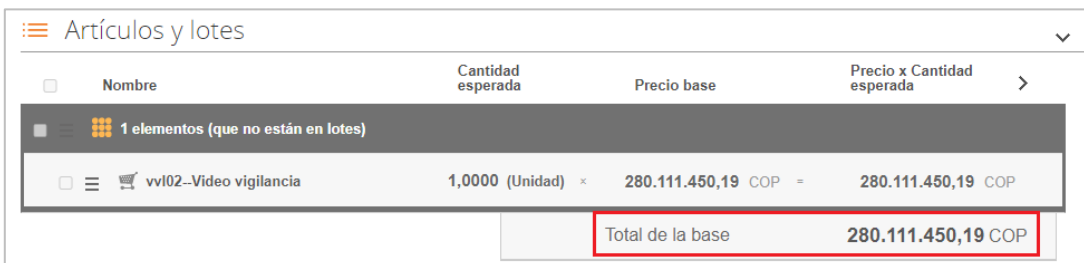 Artículos y lotes
Nombre Cantidad esperada Precio base Precio x Cantidad esperada
1 elementos (que no están en lotes)
vvl02--Video vigilancia 1,0000 (Unidad) × 280.111.450,19 COP = 280.111.450,19 COP
Total de la base 280.111.450,19 COP